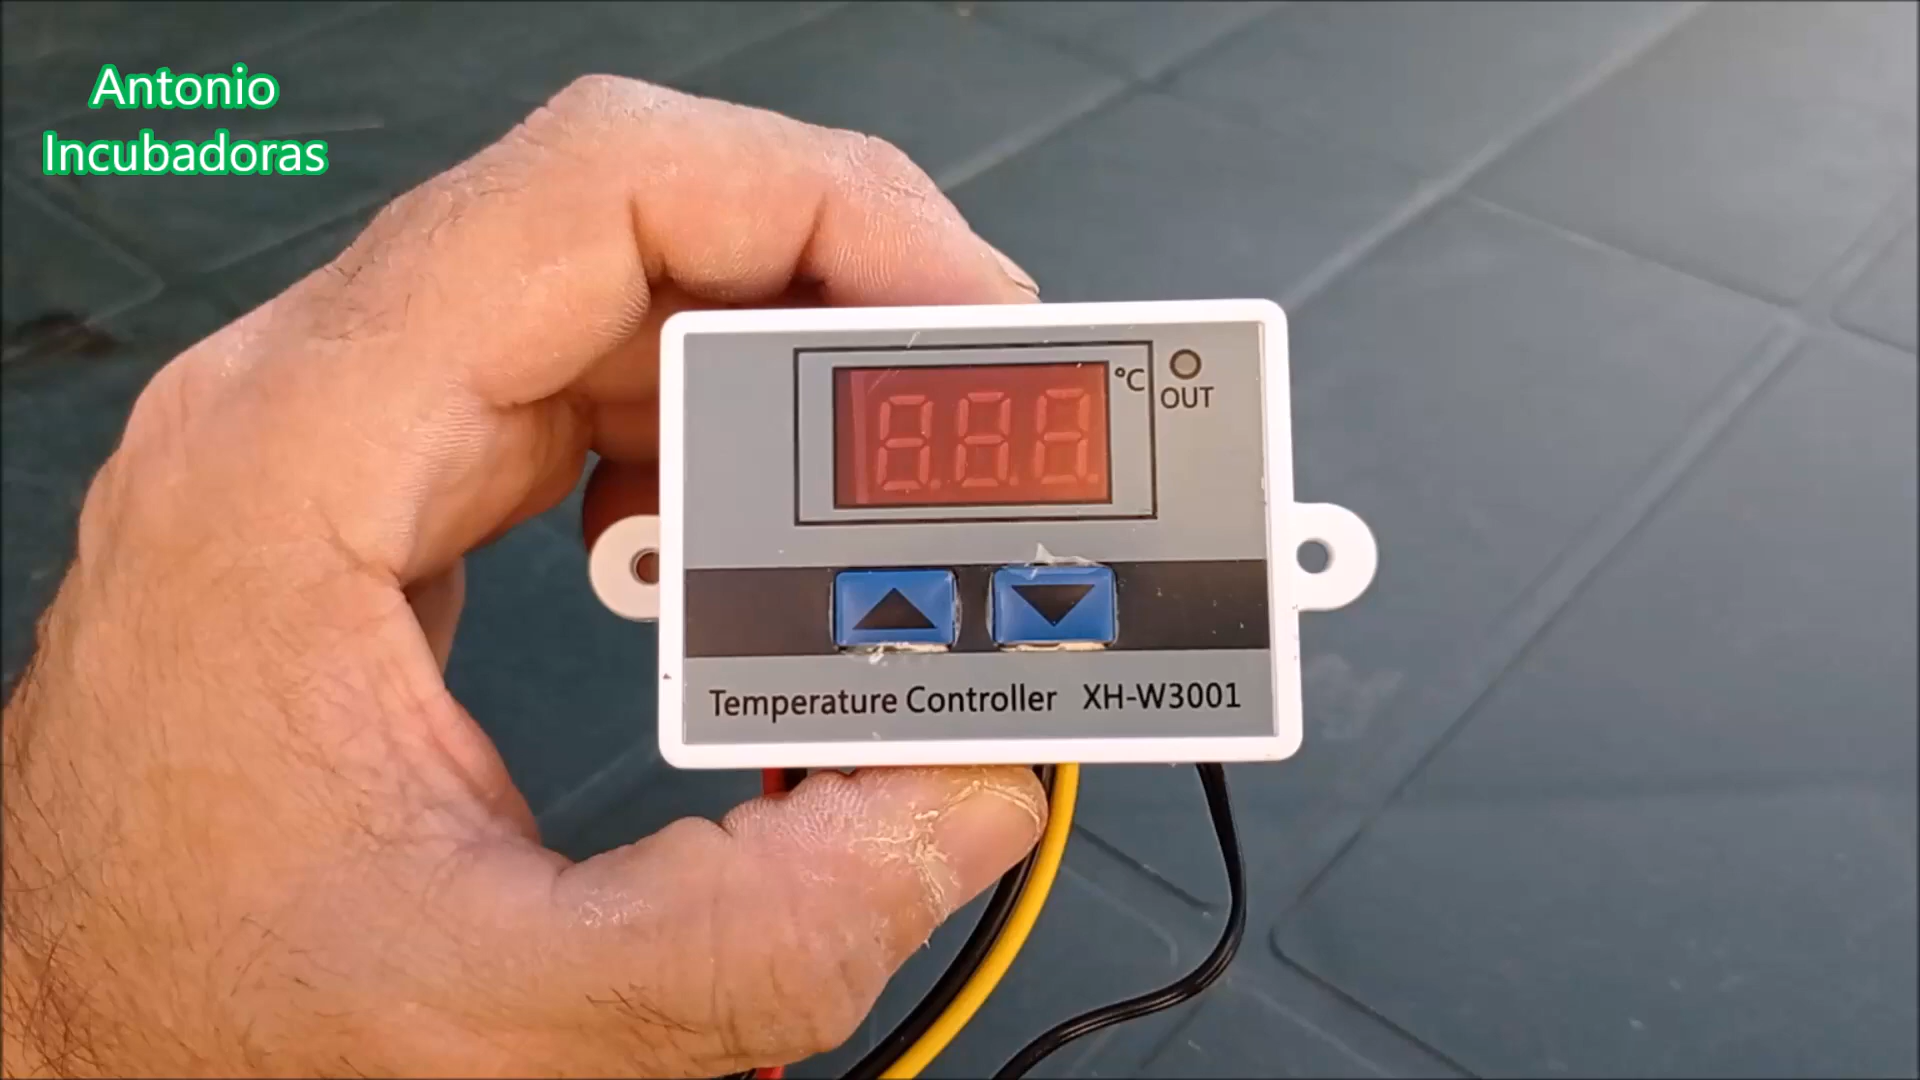 Antonio
Incubadoras
°C
OUT
Temperature Controller XH-W3001